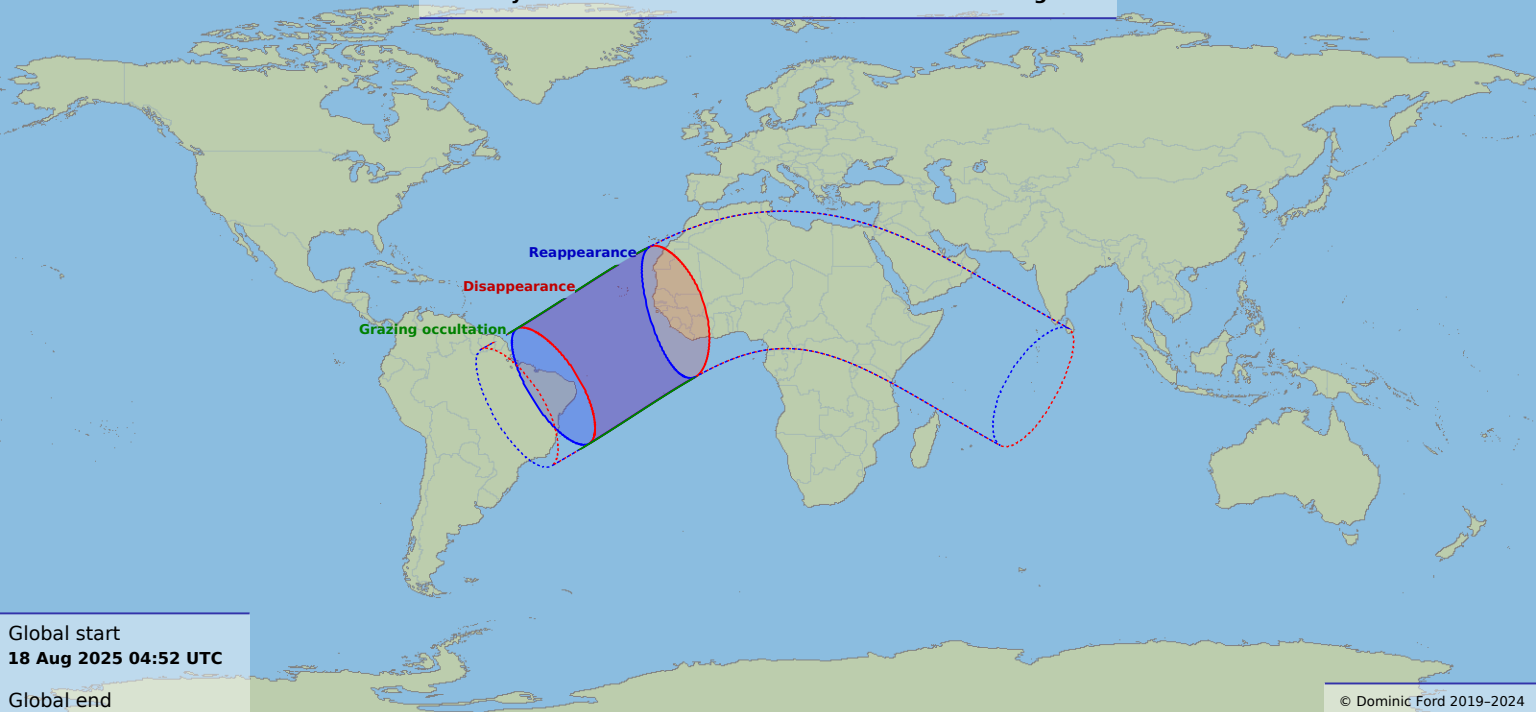 Reappearance
Disappearance
Grazing occultation
Global start
18 Aug 2025 04:52 UTC
Global end
© Dominic Ford 2019–2024